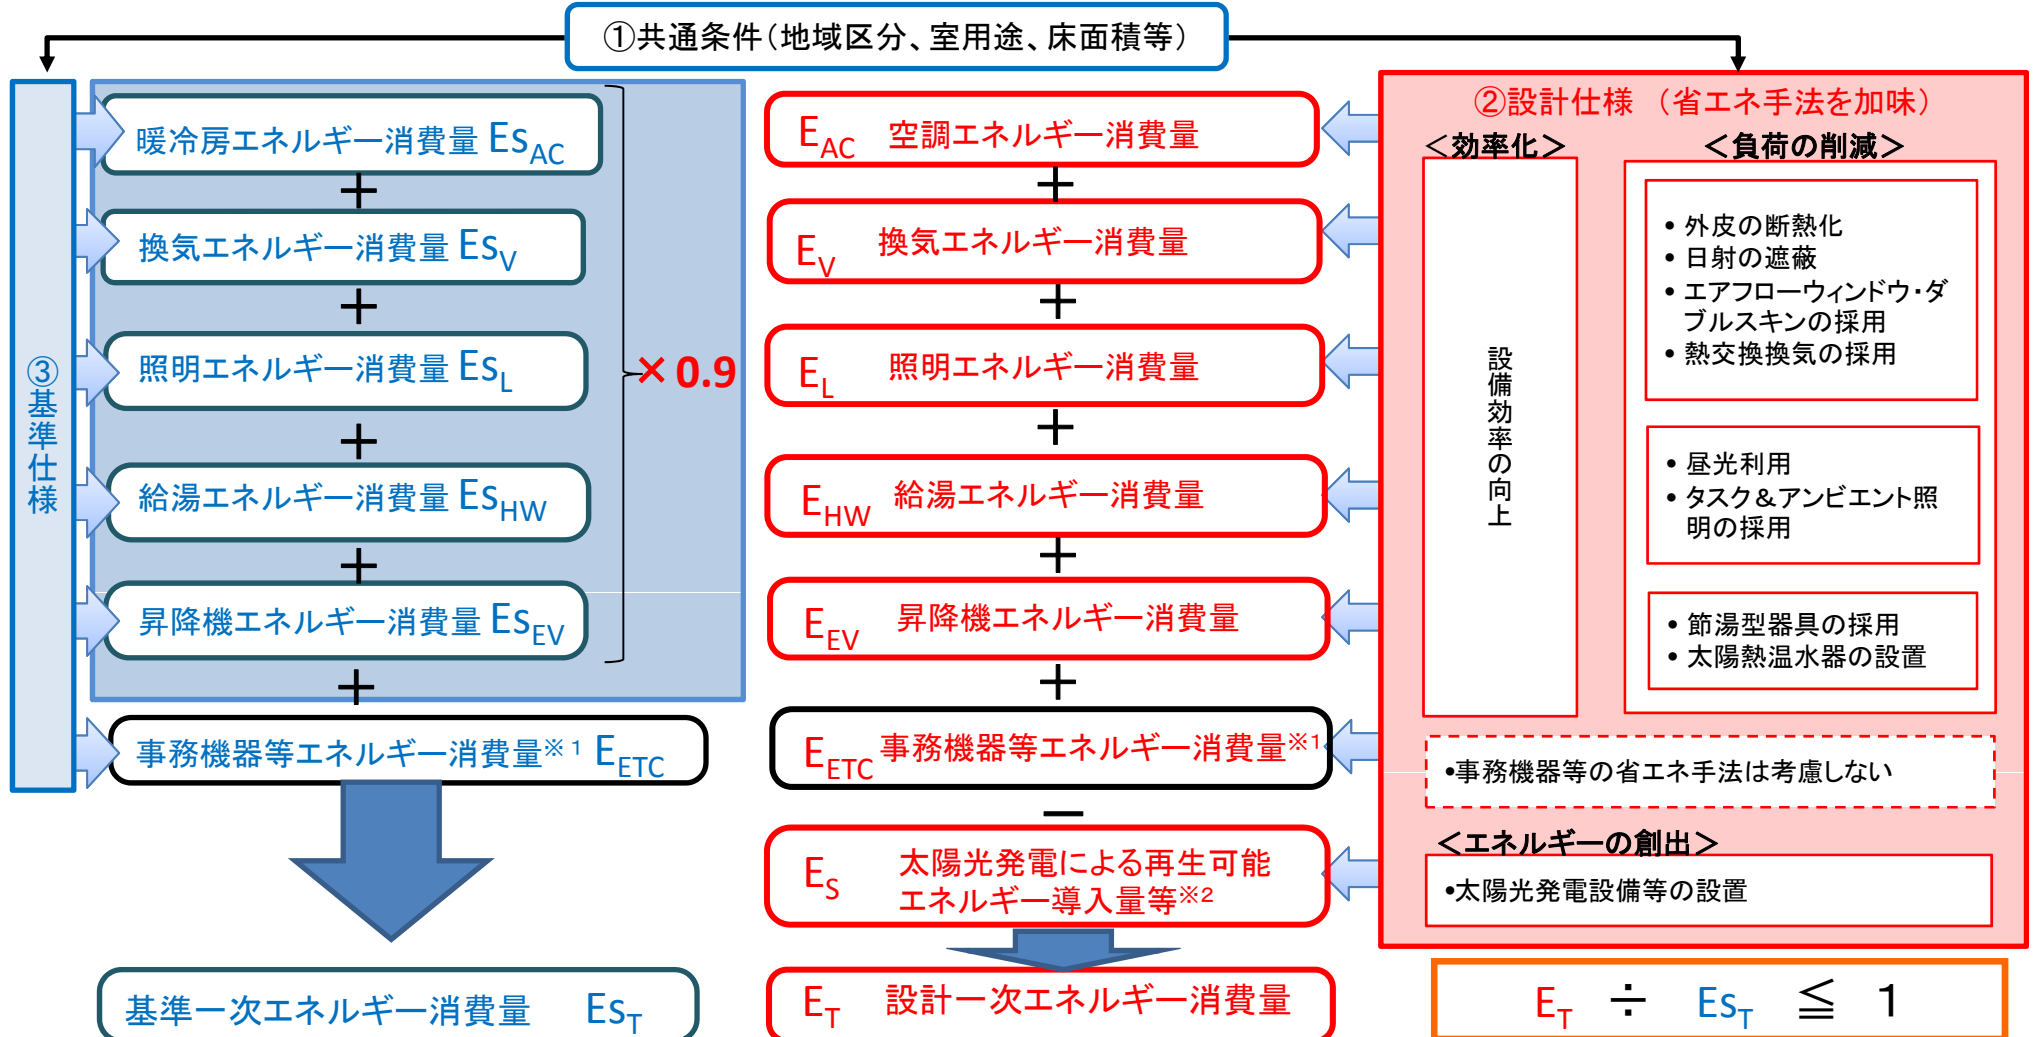 ①共通条件(地域区分、室用途、床面積等)
③基準仕様
暖冷房エネルギー消費量 EsAC
＋
換気エネルギー消費量 EsV
＋
照明エネルギー消費量 EsL
＋
給湯エネルギー消費量 EsHW
＋
昇降機エネルギー消費量 EsEV
× 0.9
＋
事務機器等エネルギー消費量※1 EETC
基準一次エネルギー消費量 EsT
EAC 空調エネルギー消費量
＋
EV 換気エネルギー消費量
＋
EL 照明エネルギー消費量
＋
EHW 給湯エネルギー消費量
＋
EEV 昇降機エネルギー消費量
＋
EETC 事務機器等エネルギー消費量※1
－
ES 太陽光発電による再生可能
エネルギー導入量等※2
ET 設計一次エネルギー消費量
②設計仕様 (省エネ手法を加味)
＜効率化＞
設備効率の向上
＜負荷の削減＞
• 外皮の断熱化
• 日射の遮蔽
• エアフローウィンドウ・ダ
ブルスキンの採用
• 熱交換換気の採用
• 昼光利用
• タスク＆アンビエント照
明の採用
• 節湯型器具の採用
• 太陽熱温水器の設置
•事務機器等の省エネ手法は考慮しない
＜エネルギーの創出＞
•太陽光発電設備等の設置
ET ÷ EsT ≦ 1